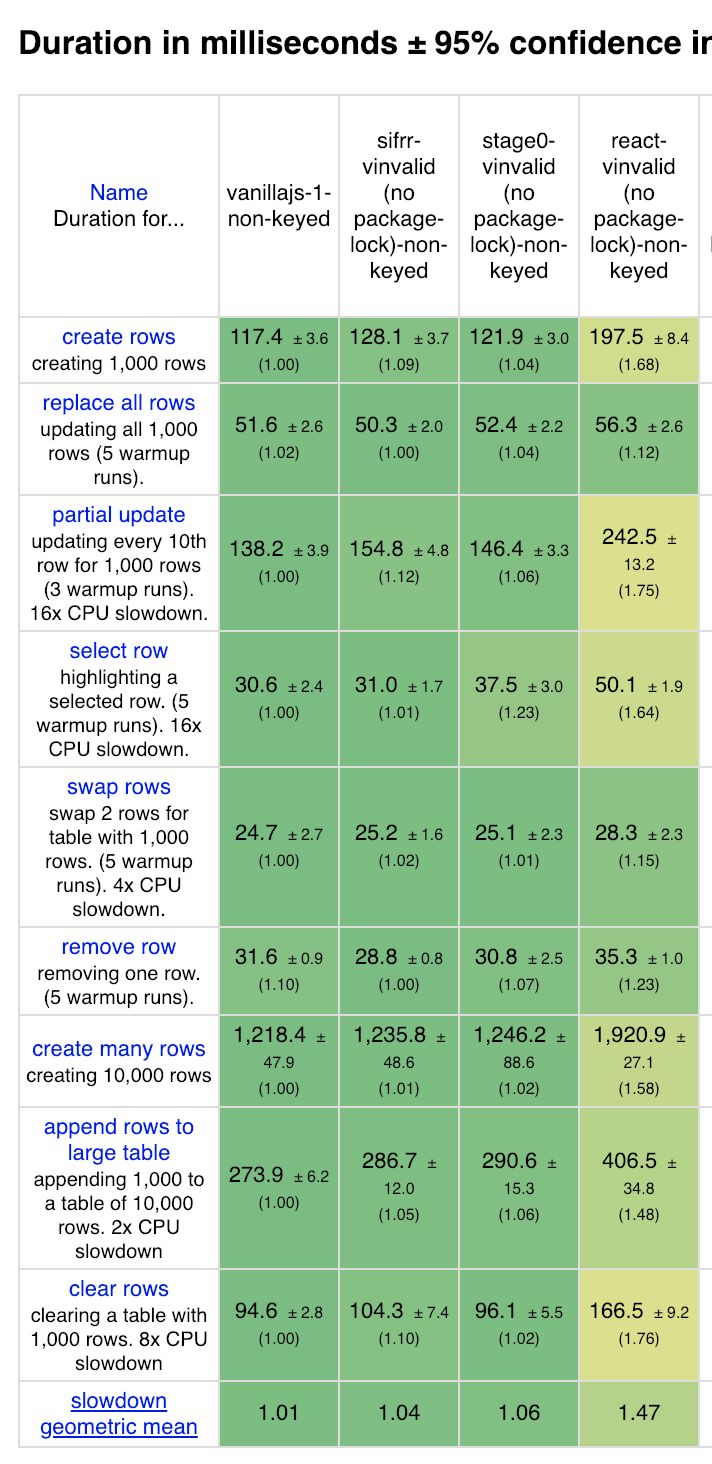 Duration in milliseconds ± 95% confidence in
Name
Duration for...
vanillajs-1-
non-keyed
sifrr-
vinvalid
(no
package-
lock)-non-
keyed
stage0-
vinvalid
(no
package-
lock)-non-
keyed
react-
vinvalid
(no
package-
lock)-non-
keyed
create rows
creating 1,000 rows
117.4 ± 3.6
(1.00)
128.1 ± 3.7
(1.09)
121.9 ± 3.0
(1.04)
197.5 ± 8.4
(1.68)
replace all rows
updating all 1,000
rows (5 warmup
runs).
51.6 ± 2.6
(1.02)
50.3 ± 2.0
(1.00)
52.4 ± 2.2
(1.04)
56.3 ± 2.6
(1.12)
partial update
updating every 10th
row for 1,000 rows
(3 warmup runs).
16x CPU slowdown.
138.2 ± 3.9
(1.00)
154.8 ± 4.8
(1.12)
146.4 ± 3.3
(1.06)
242.5 ±
13.2
(1.75)
select row
highlighting a
selected row. (5
warmup runs). 16x
CPU slowdown.
30.6 ± 2.4
(1.00)
31.0 ± 1.7
(1.01)
37.5 ± 3.0
(1.23)
50.1 ± 1.9
(1.64)
swap rows
swap 2 rows for
table with 1,000
rows. (5 warmup
runs). 4x CPU
slowdown.
24.7 ± 2.7
(1.00)
25.2 ± 1.6
(1.02)
25.1 ± 2.3
(1.01)
28.3 ± 2.3
(1.15)
remove row
removing one row.
(5 warmup runs).
31.6 ± 0.9
(1.10)
28.8 ± 0.8
(1.00)
30.8 ± 2.5
(1.07)
35.3 ± 1.0
(1.23)
create many rows
creating 10,000 rows
1,218.4 ±
47.9
(1.00)
1,235.8 ±
48.6
(1.01)
1,246.2 ±
88.6
(1.02)
1,920.9 ±
27.1
(1.58)
append rows to
large table
appending 1,000 to
a table of 10,000
rows. 2x CPU
slowdown
273.9 ± 6.2
(1.00)
286.7 ±
12.0
(1.05)
290.6 ±
15.3
(1.06)
406.5 ±
34.8
(1.48)
clear rows
clearing a table with
1,000 rows. 8x CPU
slowdown
94.6 ± 2.8
(1.00)
104.3 ± 7.4
(1.10)
96.1 ± 5.5
(1.02)
166.5 ± 9.2
(1.76)
slowdown
geometric mean
1.01
1.04
1.06
1.47